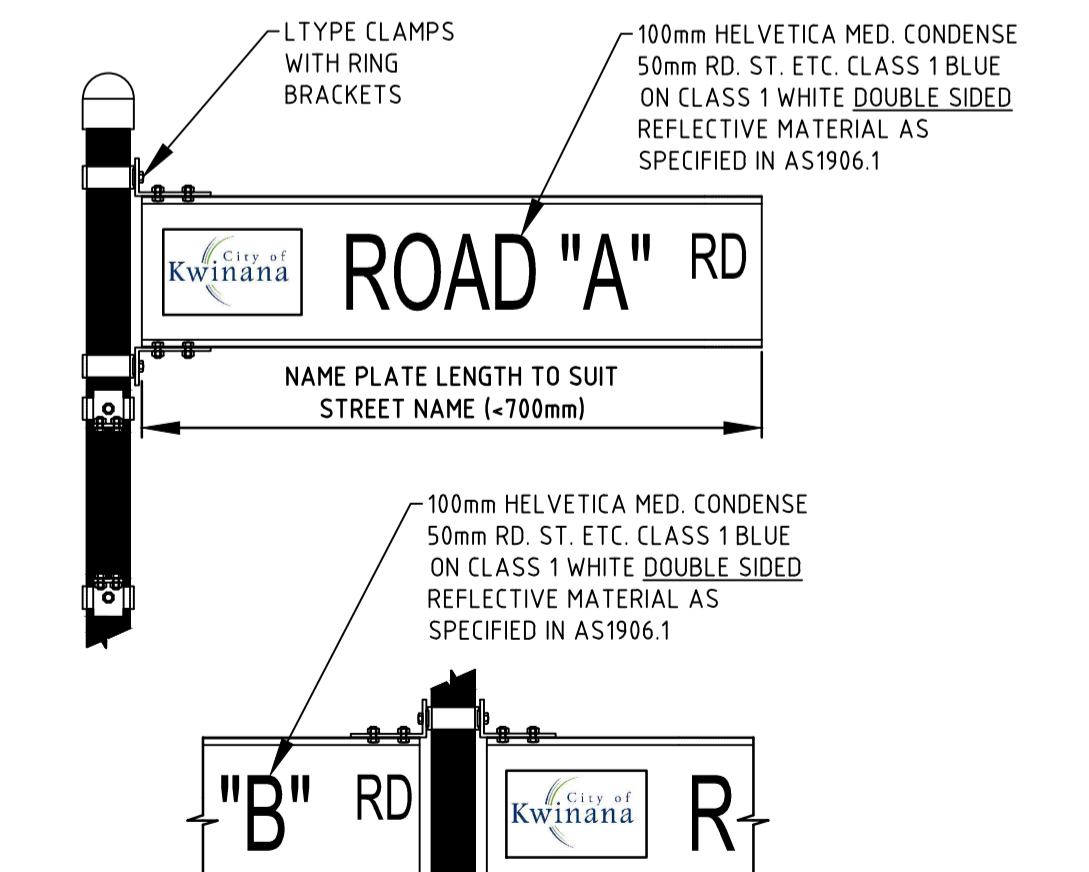 LTYPE CLAMPS
WITH RING
BRACKETS
100mm HELVETICA MED. CONDENSE
50mm RD. ST. ETC. CLASS 1 BLUE
ON CLASS 1 WHITE DOUBLE SIDED
REFLECTIVE MATERIAL AS
SPECIFIED IN AS1906.1
City of
Kwinana
ROAD "A" RD
NAME PLATE LENGTH TO SUIT
STREET NAME (<700mm)
100mm HELVETICA MED. CONDENSE
50mm RD. ST. ETC. CLASS 1 BLUE
ON CLASS 1 WHITE DOUBLE SIDED
REFLECTIVE MATERIAL AS
SPECIFIED IN AS1906.1
"B" RD
City of
Kwinana
R